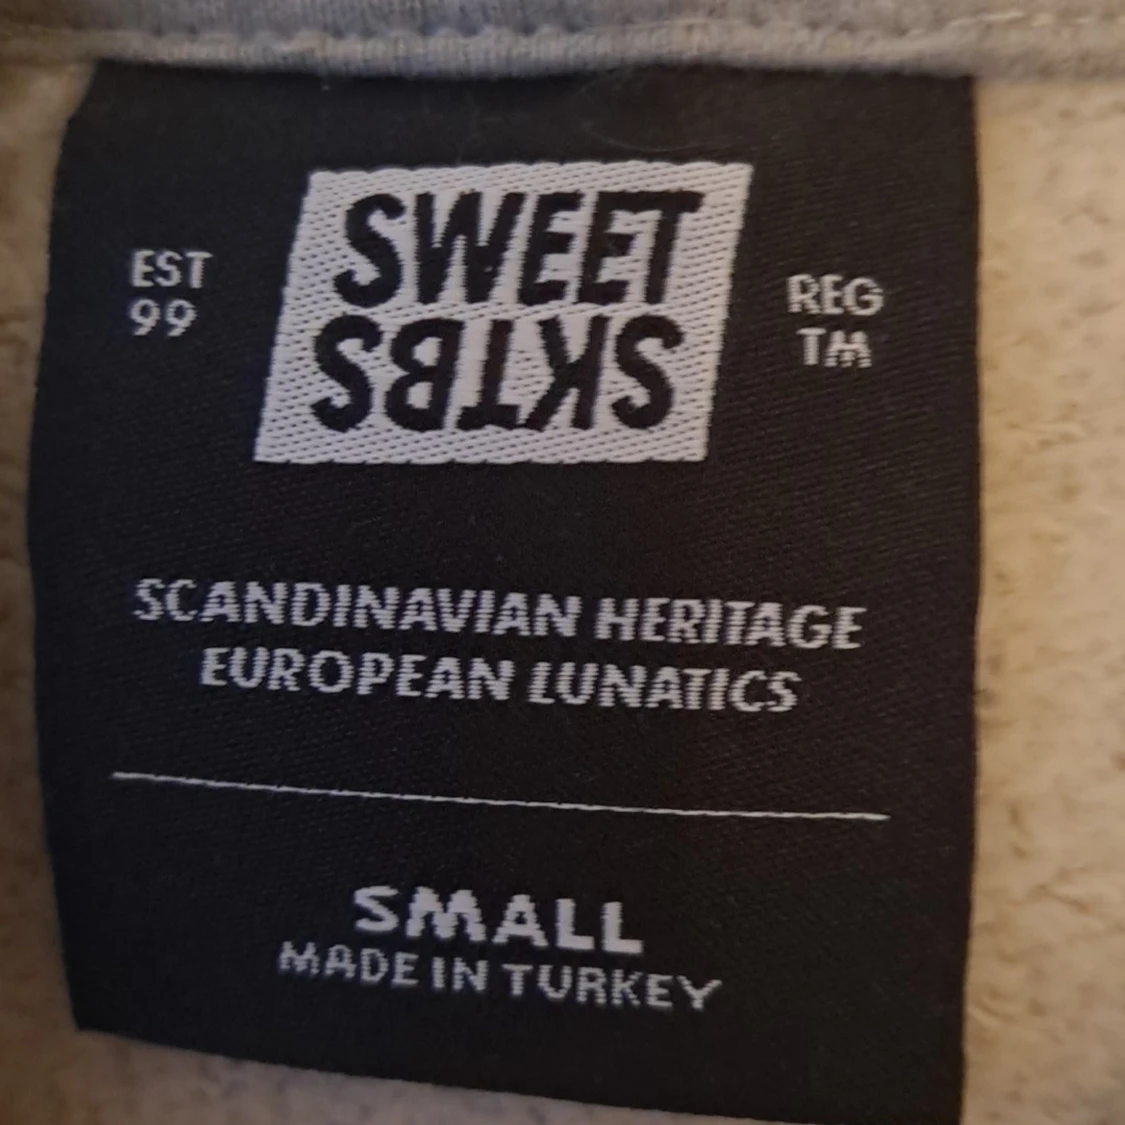 SWEET
SKTBS
EST
99
REG
TM
SCANDINAVIAN HERITAGE
EUROPEAN LUNATICS
SMALL
MADE IN TURKEY